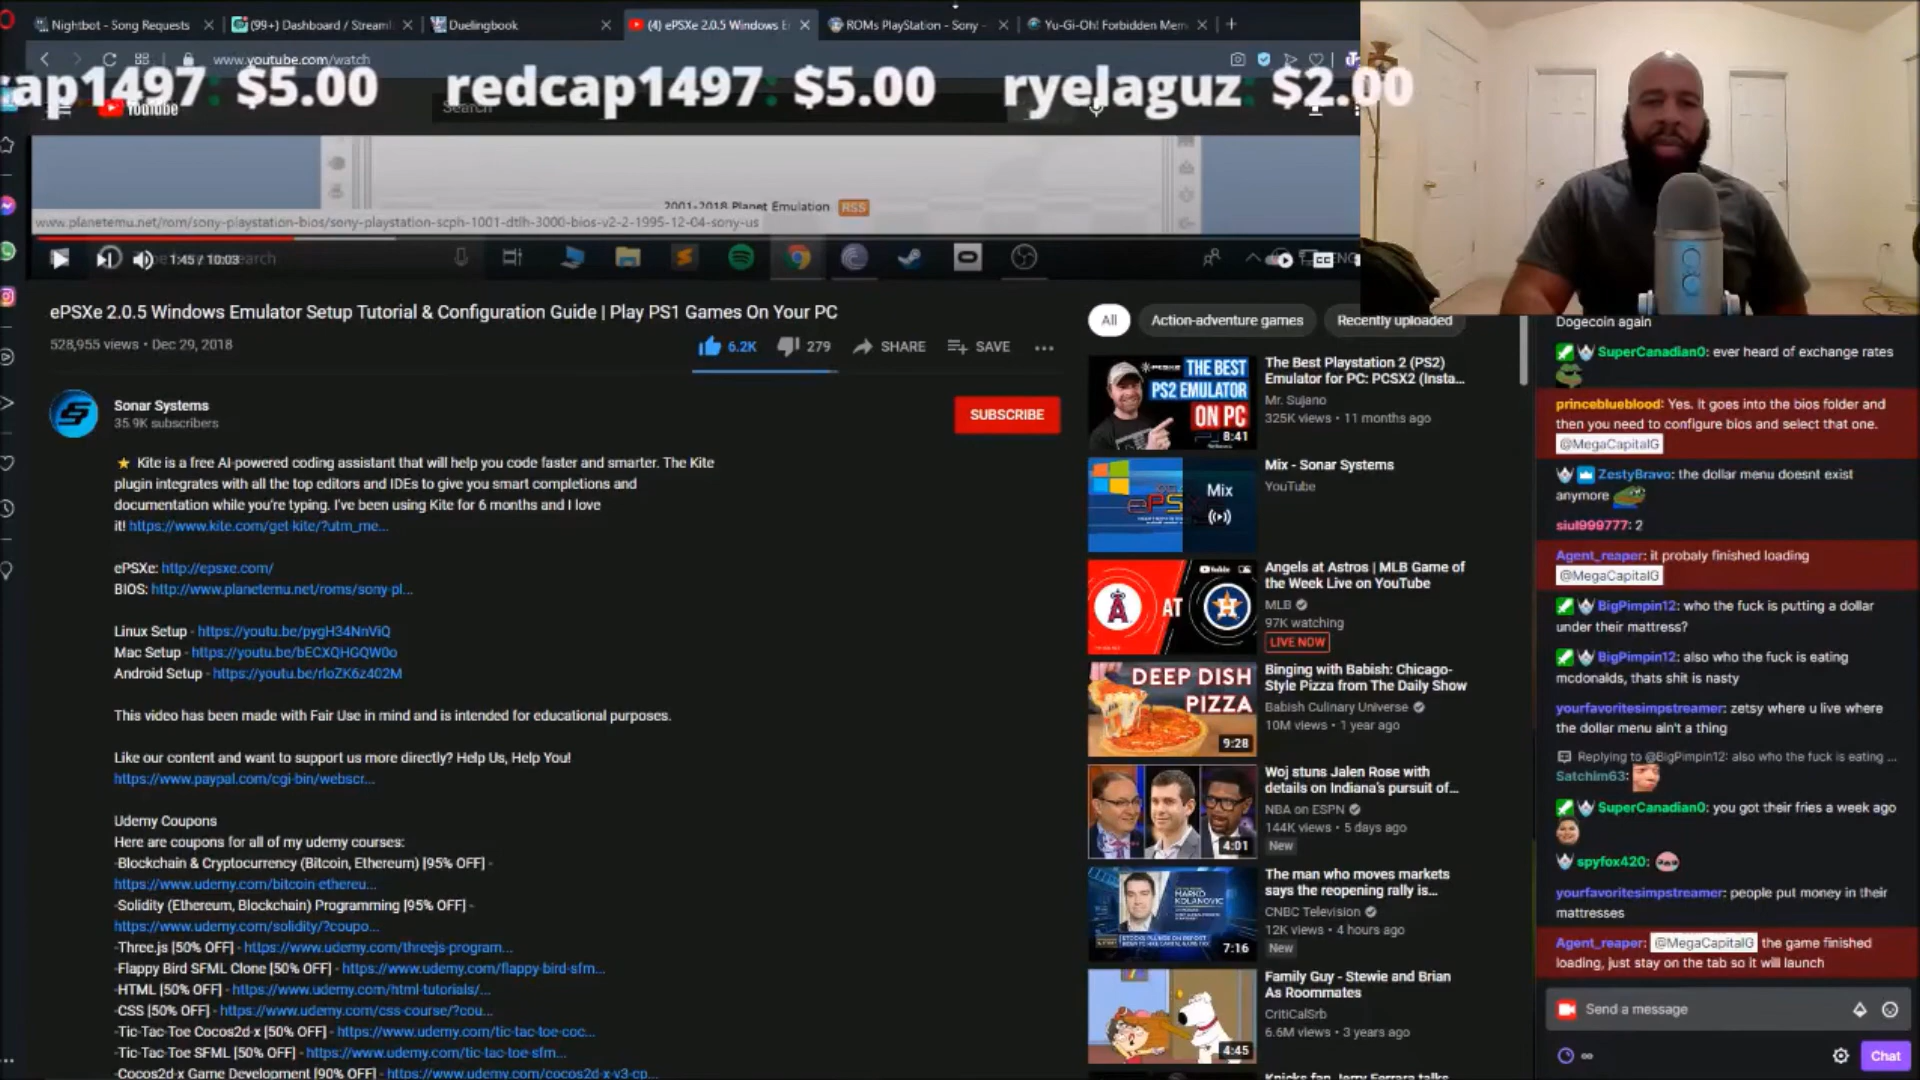 Nightbot - Song Requests
(99+) Dashboard / Streaml
Duelingbook
(4) ePSXe 2.0.5 Windows E
ROMs PlayStation - Sony -
Yu-Gi-Oh! Forbidden Mem
www.youtube.com/watch
cap1497: $5.00 redcap1497: $5.00 ryelaguz: $2.00
YouTube
Search
2001-2018 Planet Emulation RSS
www.planetemu.net/rom/sony-playstation-bios/sony-playstation-scph-1001-dtlh-3000-bios-v2-2-1995-12-04-sony-us
1:45 / 10:03
ePSXe 2.0.5 Windows Emulator Setup Tutorial & Configuration Guide | Play PS1 Games On Your PC
528,955 views • Dec 29, 2018
6.2K 279 SHARE SAVE
Sonar Systems
35.9K subscribers
SUBSCRIBE
Kite is a free AI-powered coding assistant that will help you code faster and smarter. The Kite
plugin integrates with all the top editors and IDEs to give you smart completions and
documentation while you're typing. I've been using Kite for 6 months and I love
it! https://www.kite.com/get-kite/?utm_me...
ePSXe: http://epsxe.com/
BIOS: http://www.planetemu.net/roms/sony-pl...
Linux Setup - https://youtu.be/pygH34NnViQ
Mac Setup - https://youtu.be/bECXQHGQW0o
Android Setup - https://youtu.be/rloZK6z402M
This video has been made with Fair Use in mind and is intended for educational purposes.
Like our content and want to support us more directly? Help Us, Help You!
https://www.paypal.com/cgi-bin/webscr...
Udemy Coupons
Here are coupons for all of my udemy courses:
-Blockchain & Cryptocurrency (Bitcoin, Ethereum) [95% OFF] -
https://www.udemy.com/bitcoin-ethereu...
-Solidity (Ethereum, Blockchain) Programming [95% OFF] -
https://www.udemy.com/solidity/?coupo...
-Three.js [50% OFF] - https://www.udemy.com/threejs-program...
-Flappy Bird SFML Clone [50% OFF] - https://www.udemy.com/flappy-bird-sfm...
-HTML [50% OFF] - https://www.udemy.com/html-tutorials/...
-CSS [50% OFF] - https://www.udemy.com/css-course/?cou...
-Tic-Tac-Toe Cocos2d-x [50% OFF] - https://www.udemy.com/tic-tac-toe-coc...
-Tic-Tac-Toe SFML [50% OFF] - https://www.udemy.com/tic-tac-toe-sfm...
-Cocos2d-x Game Development [90% OFF] - https://www.udemy.com/cocos2d-x-v3-cp...
All
Action-adventure games
Recently uploaded
THE BEST
PS2 EMULATOR
ON PC
8:41
The Best Playstation 2 (PS2)
Emulator for PC: PCSX2 (Insta...
Mr. Sujano
325K views • 11 months ago
Mix
Mix - Sonar Systems
YouTube
AT
Angels at Astros | MLB Game of
the Week Live on YouTube
MLB
97K watching
LIVE NOW
DEEP DISH
PIZZA
9:28
Binging with Babish: Chicago-
Style Pizza from The Daily Show
Babish Culinary Universe
10M views • 1 year ago
4:01
Woj stuns Jalen Rose with
details on Indiana's pursuit of...
NBA on ESPN
144K views • 5 days ago
New
MARKO
KOLANOVIC
7:16
The man who moves markets
says the reopening rally is...
CNBC Television
12K views • 4 hours ago
New
4:45
Family Guy - Stewie and Brian
As Roommates
CritiCalSrb
6.6M views • 3 years ago
Knicks fan Jerry Ferrara talks
Dogecoin again
SuperCanadian0: ever heard of exchange rates
princeblueblood: Yes. It goes into the bios folder and
then you need to configure bios and select that one.
@MegaCapitalG
ZestyBravo: the dollar menu doesnt exist
anymore
siul999777: 2
Agent_reaper: it probaly finished loading
@MegaCapitalG
BigPimpin12: who the fuck is putting a dollar
under their mattress?
BigPimpin12: also who the fuck is eating
mcdonalds, thats shit is nasty
yourfavoritesimpstreamer: zetsy where u live where
the dollar menu ain't a thing
Replying to @BigPimpin12: also who the fuck is eating ...
Satchim63:
SuperCanadian0: you got their fries a week ago
spyfox420:
yourfavoritesimpstreamer: people put money in their
mattresses
Agent_reaper: @MegaCapitalG the game finished
loading, just stay on the tab so it will launch
Send a message
Chat